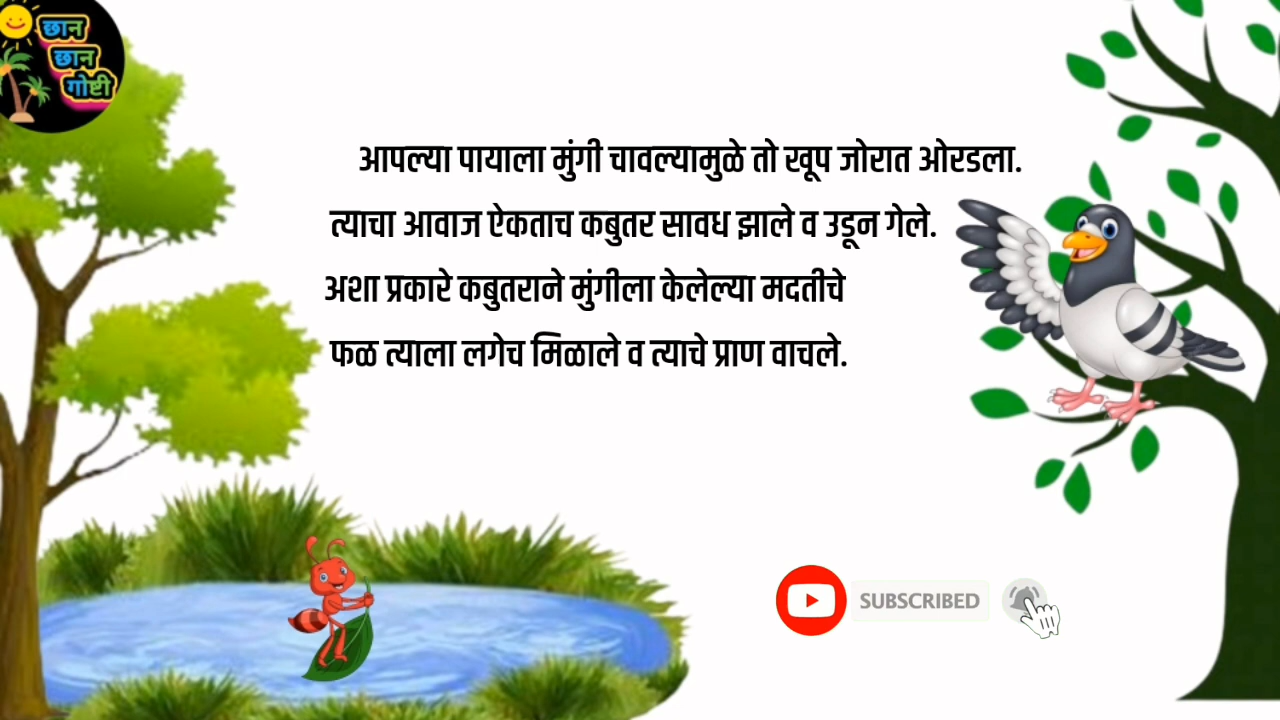 छान
छान
गोष्टी
आपल्या पायाला मुंगी चावल्यामुळे तो खूप जोरात ओरडला.
त्याचा आवाज ऐकताच कबुतर सावध झाले व उडून गेले.
अशा प्रकारे कबुतराने मुंगीला केलेल्या मदतीचे
फळ त्याला लगेच मिळाले व त्याचे प्राण वाचले.
SUBSCRIBED